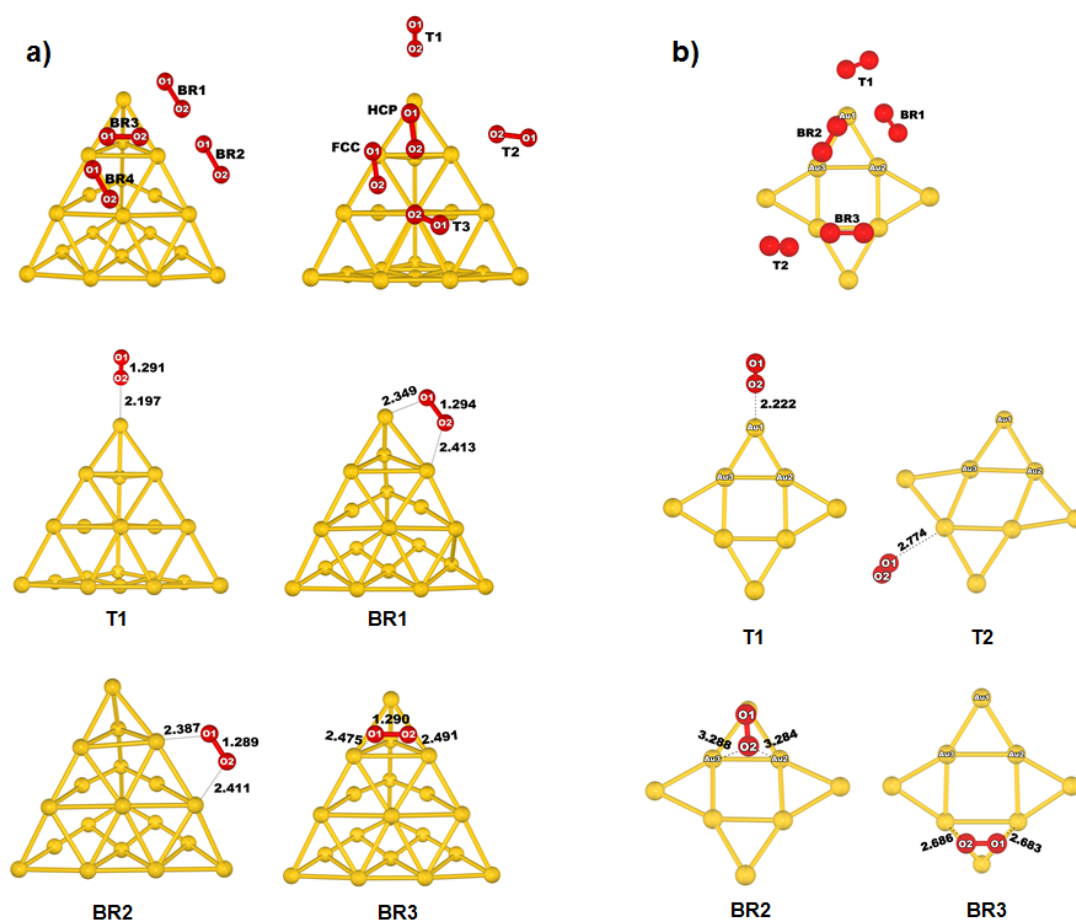 a)
O1
O2
BR1
BR3
O1 O2
O1
O2
BR2
O1
BR4
O2
O1
O2
T1
HCP
O1
FCC
O1
O2
O2
O2 O1
T2
O2
O1
T3
b)
T1
Au1
BR1
BR2
Au3
Au2
BR3
T2
O1
1.291
O2
2.197
T1
2.349
O1
1.294
O2
2.413
BR1
O1
O2
2.222
Au1
Au3
Au2
T1
Au1
Au3
Au2
2.774
O1
O2
T2
2.387
O1
1.289
O2
2.411
BR2
1.290
2.475
O1
O2
2.491
BR3
O1
O2
3.288
3.284
Au3
Au2
BR2
Au1
Au3
Au2
2.686
O2
O1
2.683
BR3